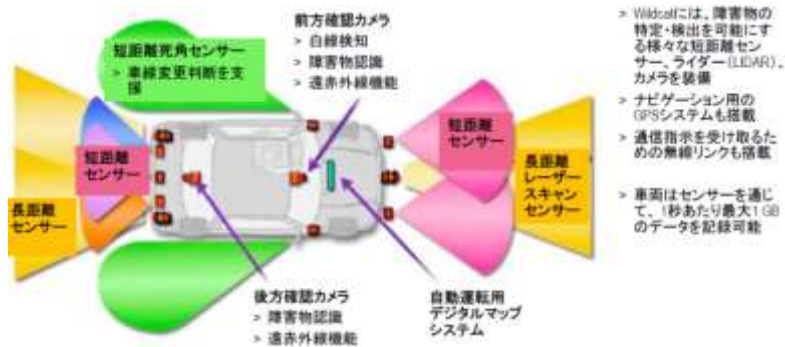 前方確認カメラ
> 白線検知
> 障害物認識
> 遠赤外線機能
短距離死角センサー
> 車線変更判断を支
援
短距離
センサー
長距離
センサー
短距離
センサー
長距離
レーザー
スキャン
センサー
後方確認カメラ
> 障害物認識
> 遠赤外線機能
自動運転用
デジタルマップ
システム
> Wildcatには、障害物の
特定・検出を可能にす
る様々な短距離セン
サー、ライダー(LIDAR)、
カメラを装備
> ナビゲーション用の
GPSシステムも搭載
> 通信指示を受け取るた
めの無線リンクも搭載
> 車両はセンサーを通じ
て、1秒あたり最大1GB
のデータを記録可能